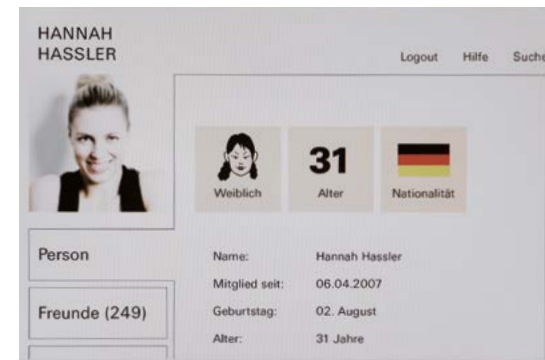 HANNAH
HASSLER
Logout Hilfe Suche
Weiblich
31
Alter
Nationalität
Person
Freunde (249)
Name: Hannah Hassler
Mitglied seit: 06.04.2007
Geburtstag: 02. August
Alter: 31 Jahre